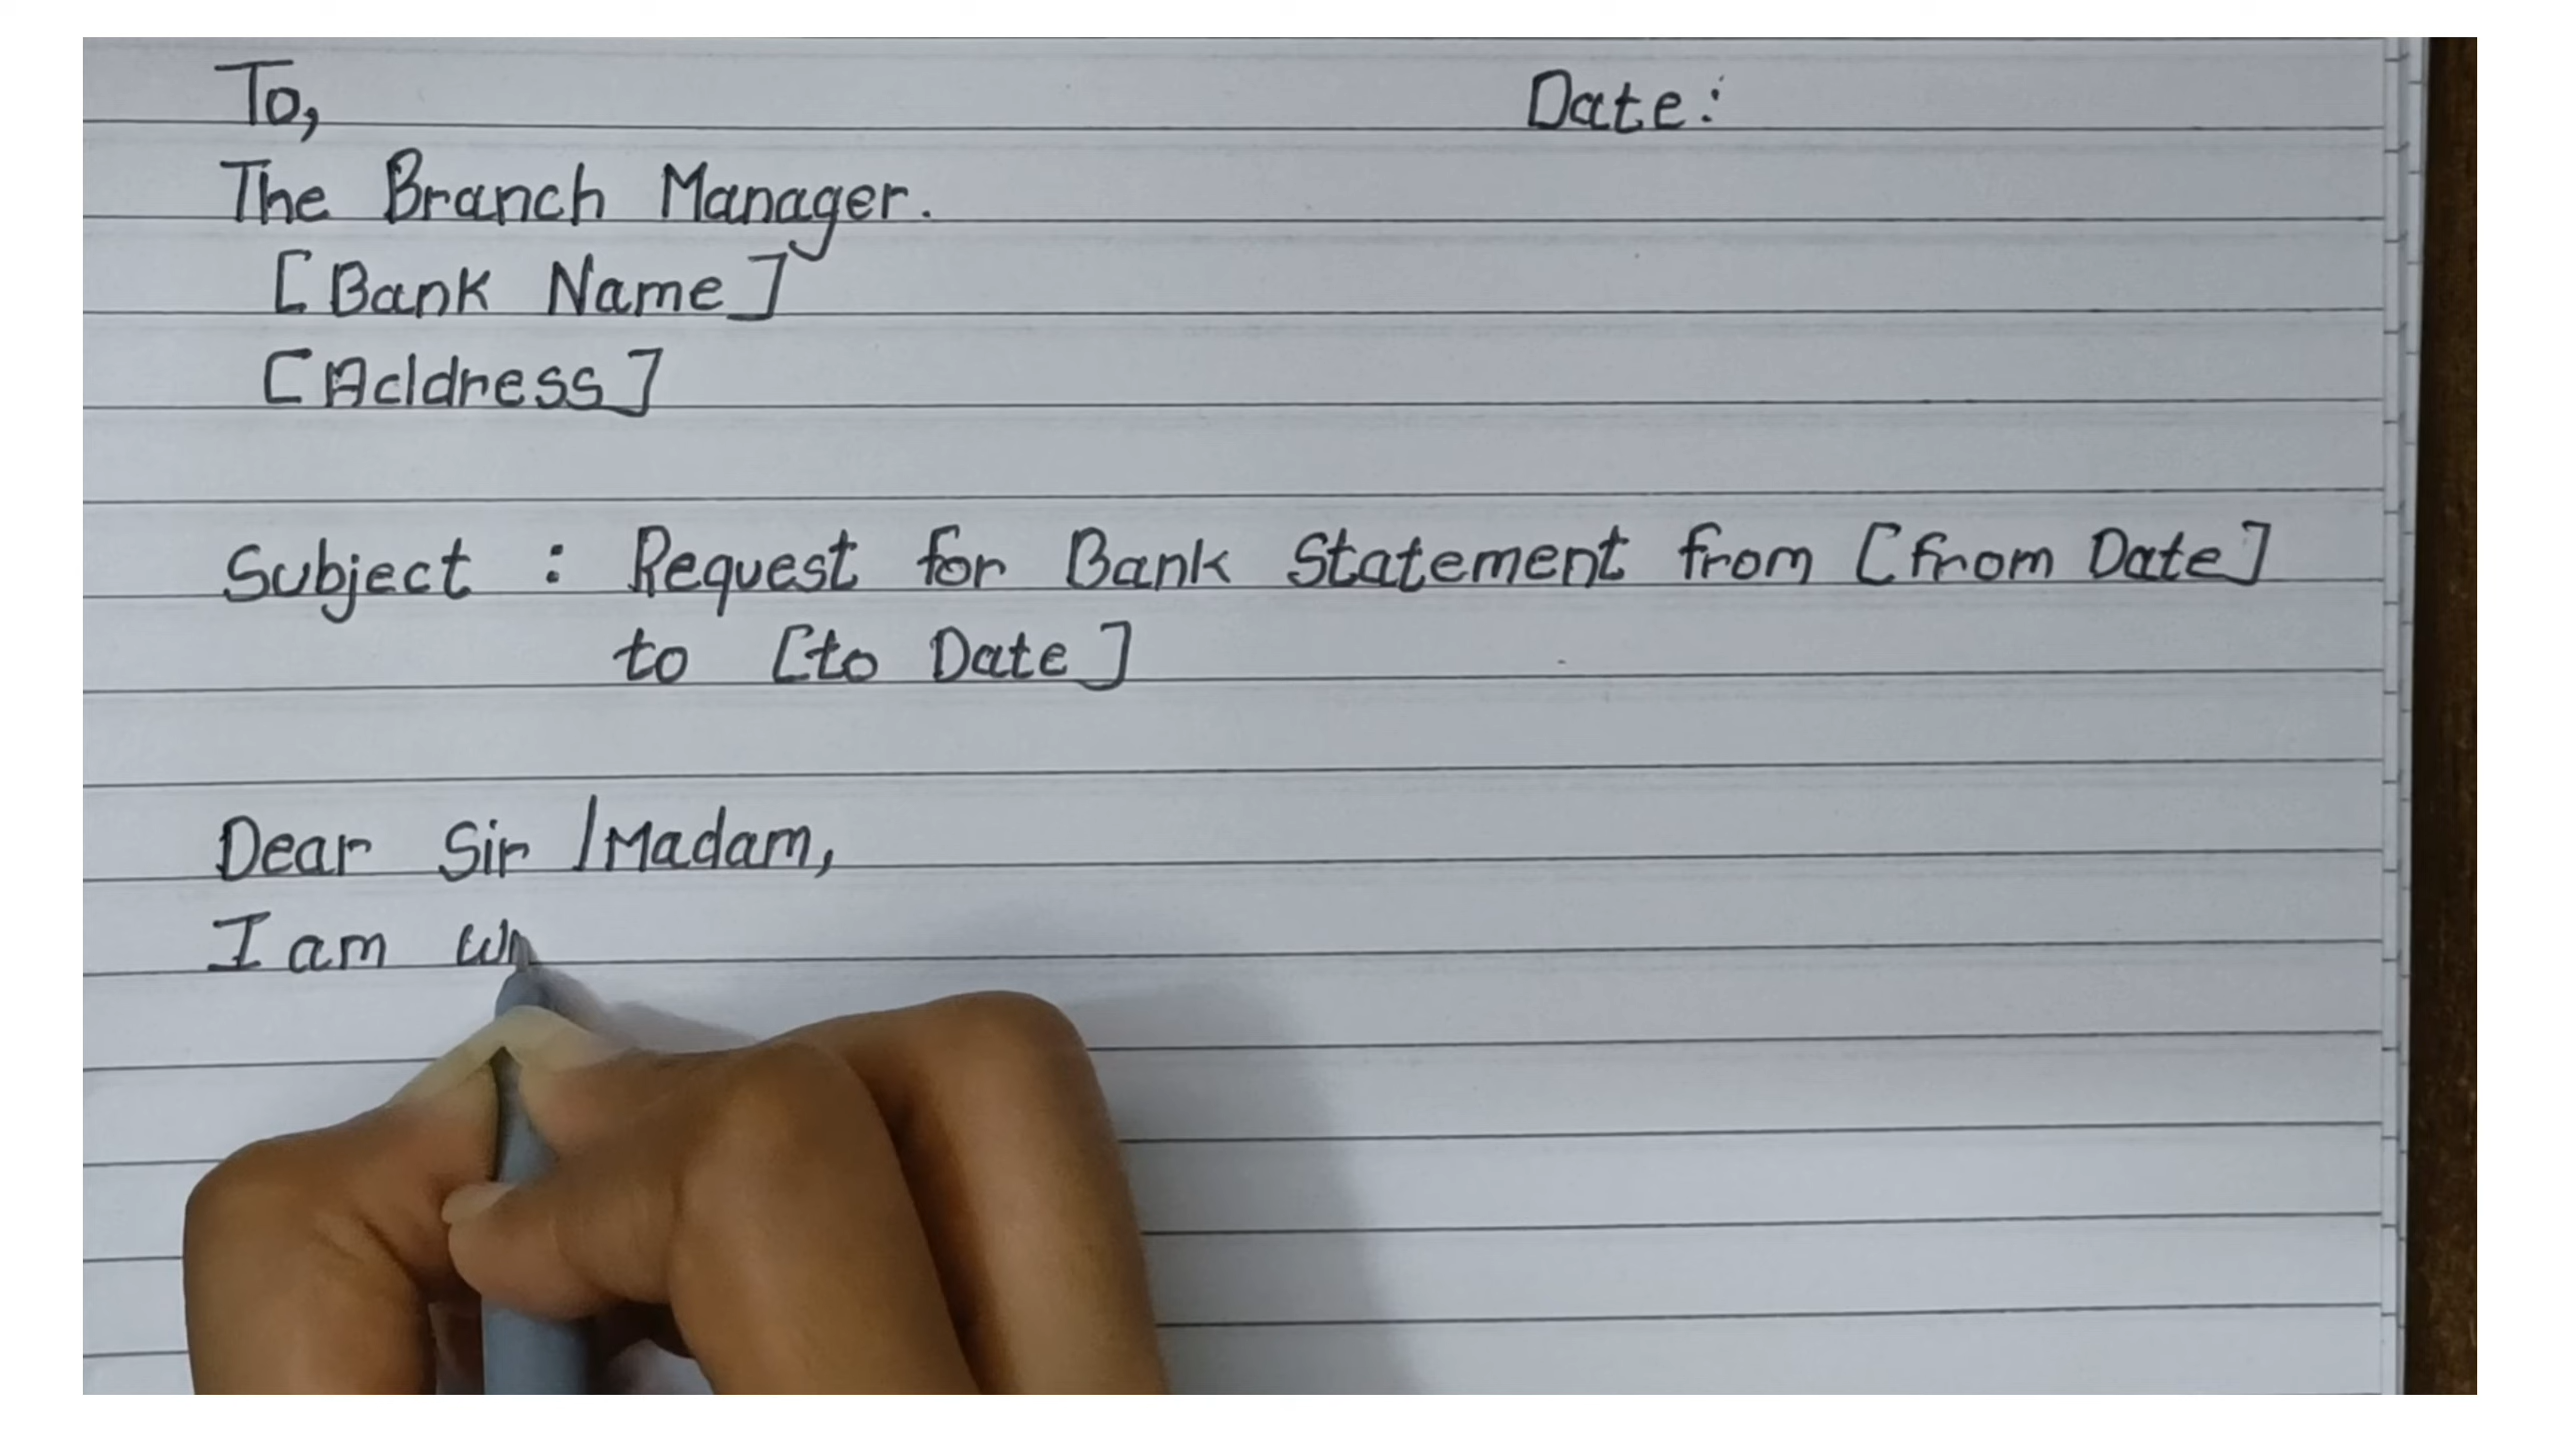 To,
Date:
The Branch Manager.
[Bank Name]
[Address]
Subject : Request for Bank Statement from [from Date]
to [to Date]
Dear Sir /Madam,
I am